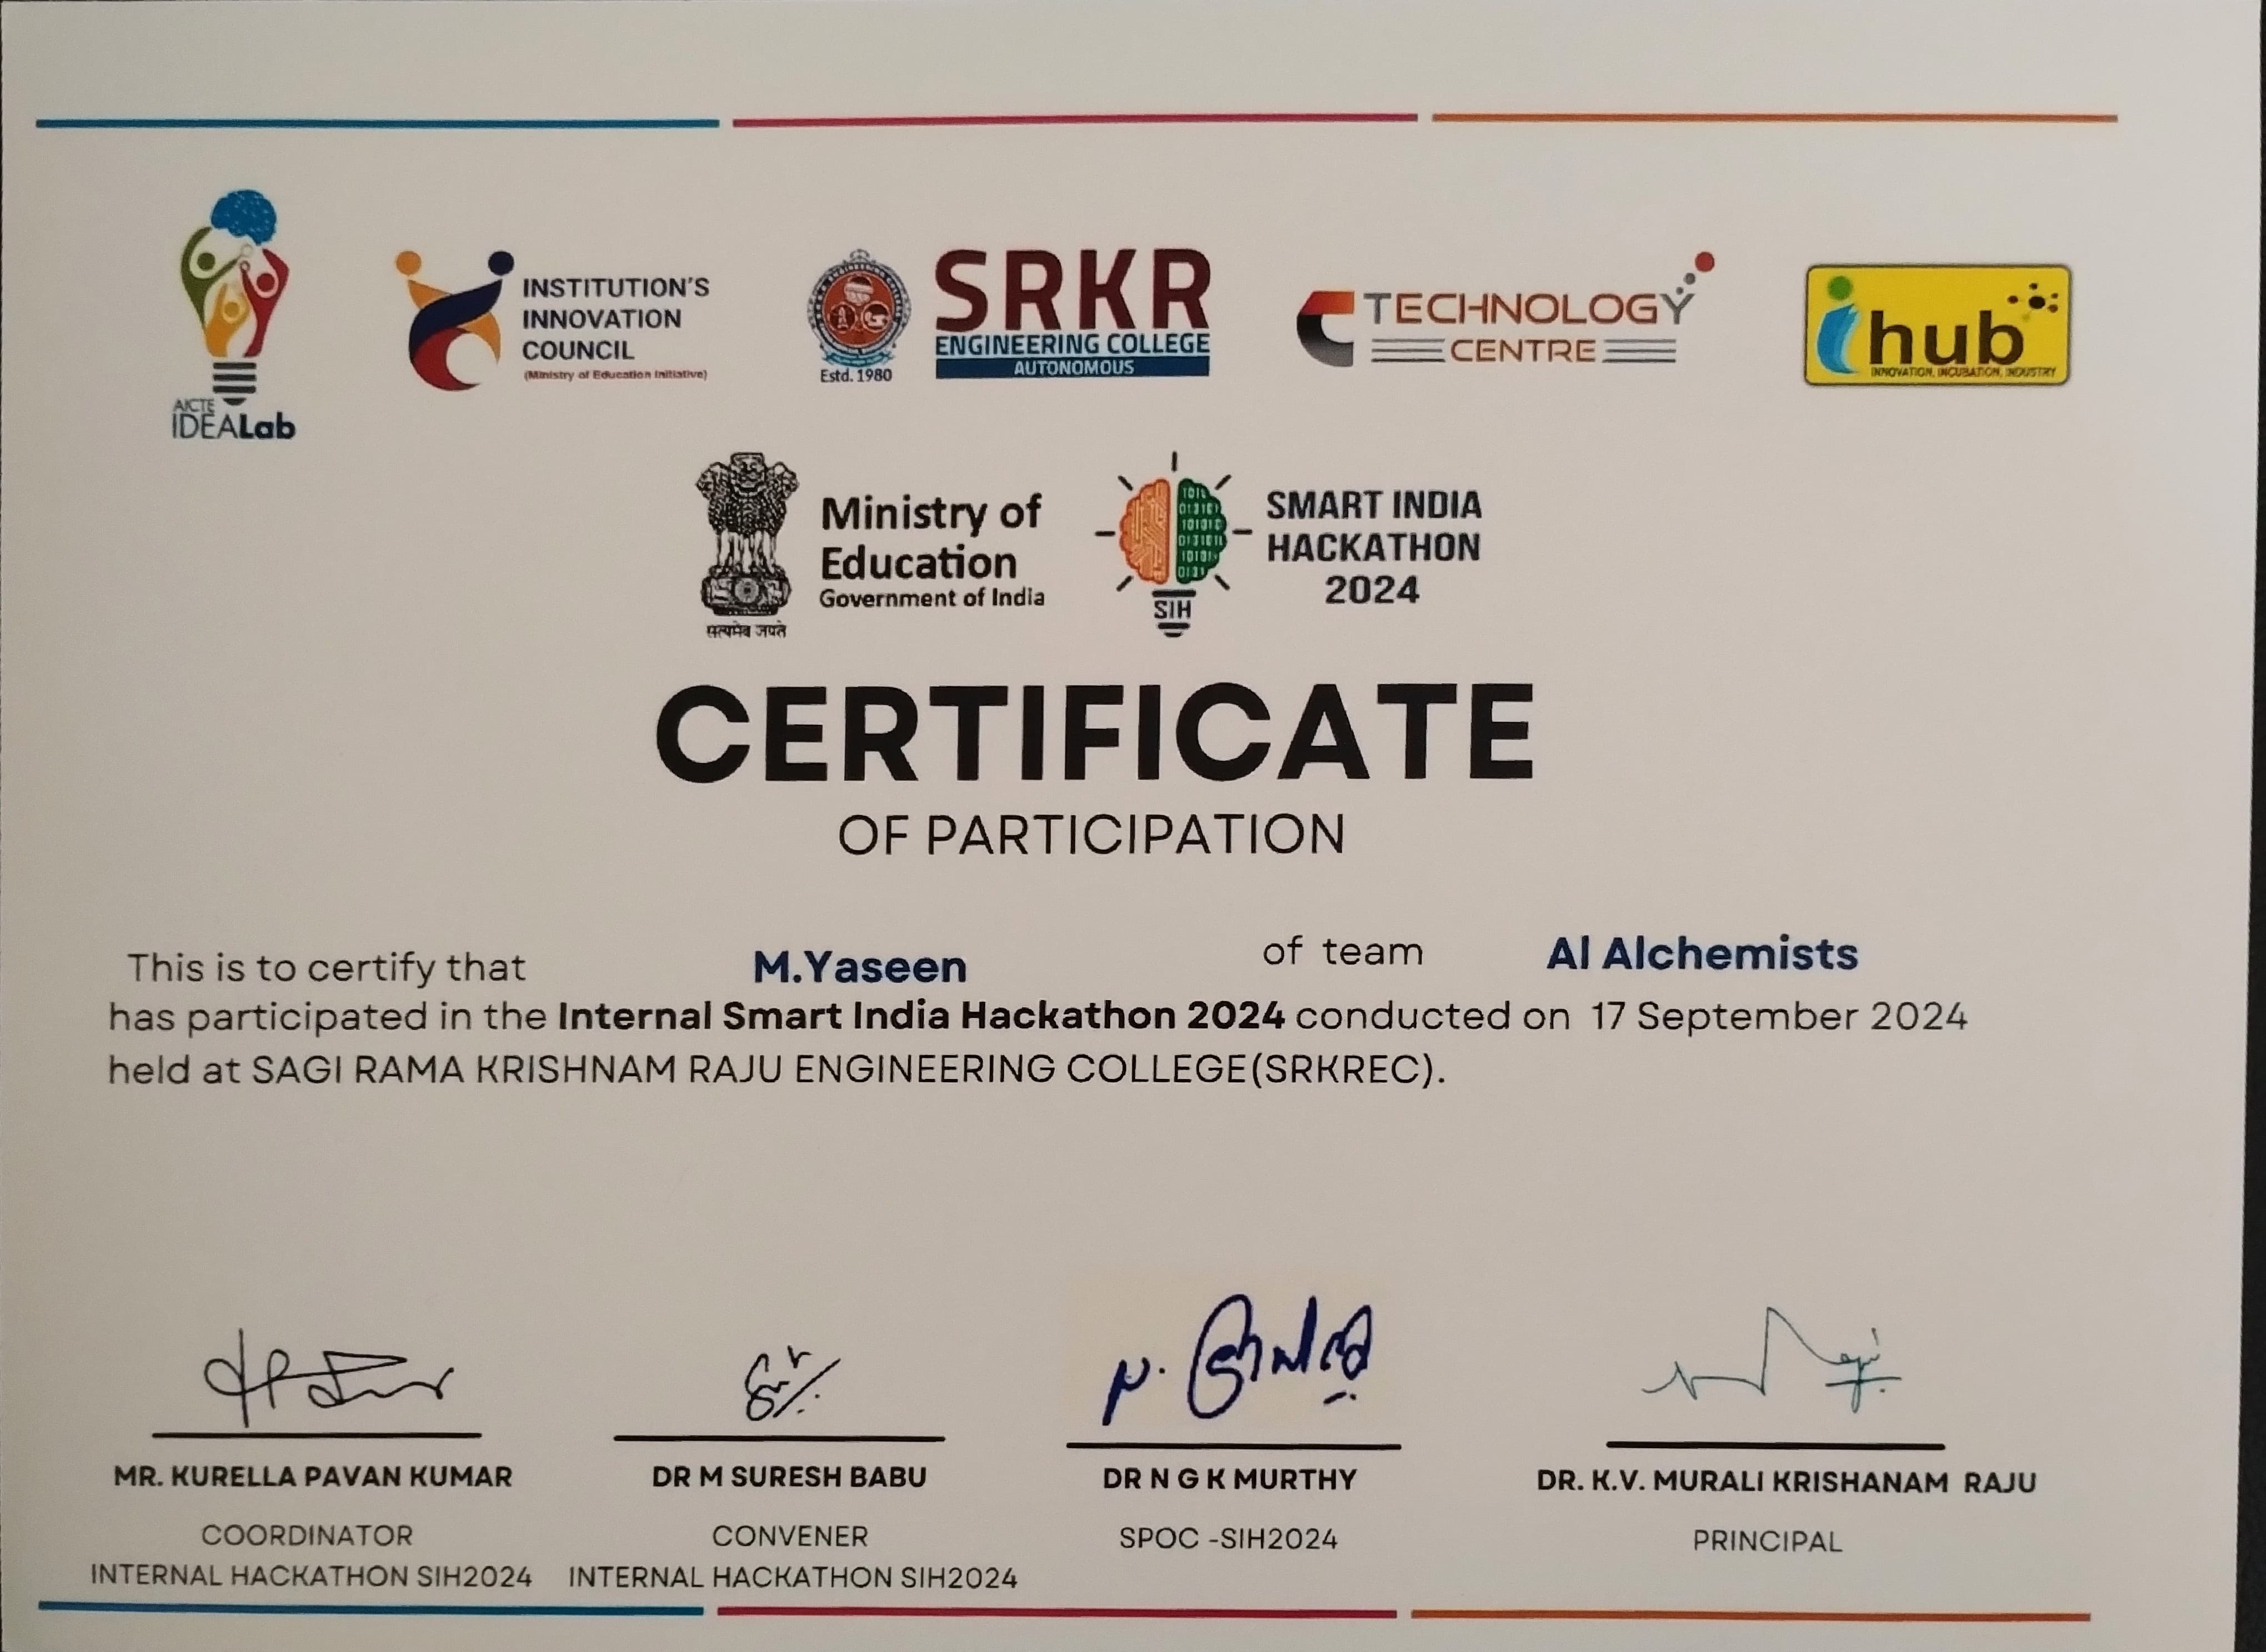 AICTE
IDEALab
INSTITUTION'S
INNOVATION
COUNCIL
(Ministry of Education Initiative)
Estd. 1980
SRKR
ENGINEERING COLLEGE
AUTONOMOUS
TECHNOLOGY
CENTRE
ihub
INNOVATION, INCUBATION, INDUSTRY
सत्यमेव जयते
Ministry of
Education
Government of India
SIH
SMART INDIA
HACKATHON
2024
CERTIFICATE
OF PARTICIPATION
This is to certify that M.Yaseen of team AI Alchemists
has participated in the Internal Smart India Hackathon 2024 conducted on 17 September 2024
held at SAGI RAMA KRISHNAM RAJU ENGINEERING COLLEGE(SRKREC).
MR. KURELLA PAVAN KUMAR
COORDINATOR
INTERNAL HACKATHON SIH2024
DR M SURESH BABU
CONVENER
INTERNAL HACKATHON SIH2024
DR N G K MURTHY
SPOC -SIH2024
DR. K.V. MURALI KRISHANAM RAJU
PRINCIPAL